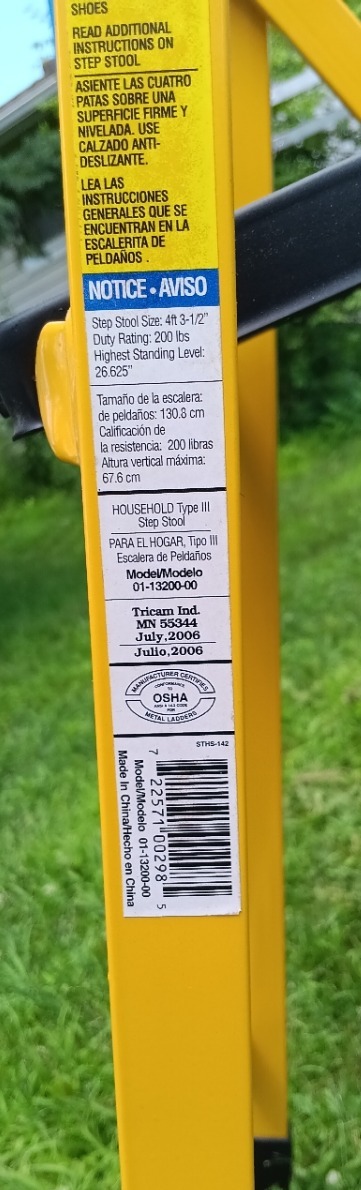 SHOES
READ ADDITIONAL
INSTRUCTIONS ON
STEP STOOL
ASIENTE LAS CUATRO
PATAS SOBRE UNA
SUPERFICIE FIRME Y
NIVELADA. USE
CALZADO ANTI-
DESLIZANTE.
LEA LAS
INSTRUCCIONES
GENERALES QUE SE
ENCUENTRAN EN LA
ESCALERITA DE
PELDAÑOS .
NOTICE • AVISO
Step Stool Size: 4ft 3-1/2"
Duty Rating: 200 lbs
Highest Standing Level:
26.625"
Tamaño de la escalera:
de peldaños: 130.8 cm
Calificación de
la resistencia: 200 libras
Altura vertical máxima:
67.6 cm
HOUSEHOLD Type III
Step Stool
PARA EL HOGAR, Tipo III
Escalera de Peldaños
Model/Modelo
01-13200-00
Tricam Ind.
MN 55344
July,2006
Julio,2006
MANUFACTURER CERTIFIES
CONFORMANCE
TO
OSHA
FOR
METAL LADDERS
STHS-142
7 22571 00298 5
Model/Modelo 01-13200-00
Made In China/Hecho en China